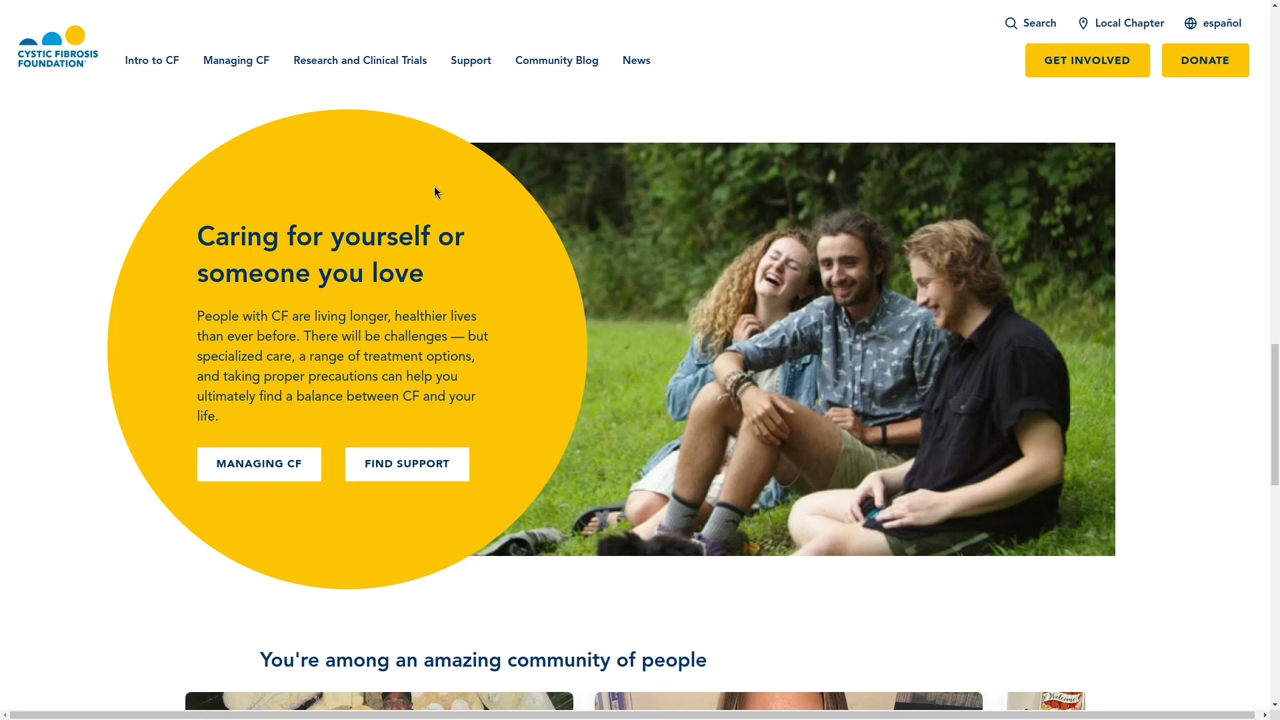 Search
Local Chapter
español
CYSTIC FIBROSIS
FOUNDATION
Intro to CF
Managing CF
Research and Clinical Trials
Support
Community Blog
News
GET INVOLVED
DONATE
Caring for yourself or
someone you love
People with CF are living longer, healthier lives
than ever before. There will be challenges — but
specialized care, a range of treatment options,
and taking proper precautions can help you
ultimately find a balance between CF and your
life.
MANAGING CF
FIND SUPPORT
You're among an amazing community of people
Welcome